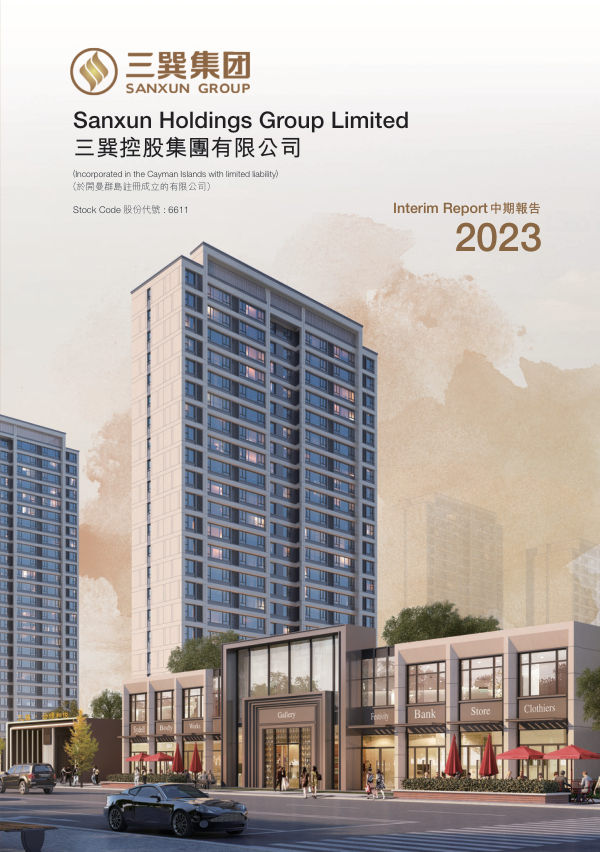 三巽集团
SANXUN GROUP
Sanxun Holdings Group Limited
三巽控股集團有限公司
(Incorporated in the Cayman Islands with limited liability)
(於開曼群島註冊成立的有限公司)
Stock Code 股份代號 : 6611
Interim Report 中期報告
2023
Gallery
Body
Works
Bank
Store
Clothiers